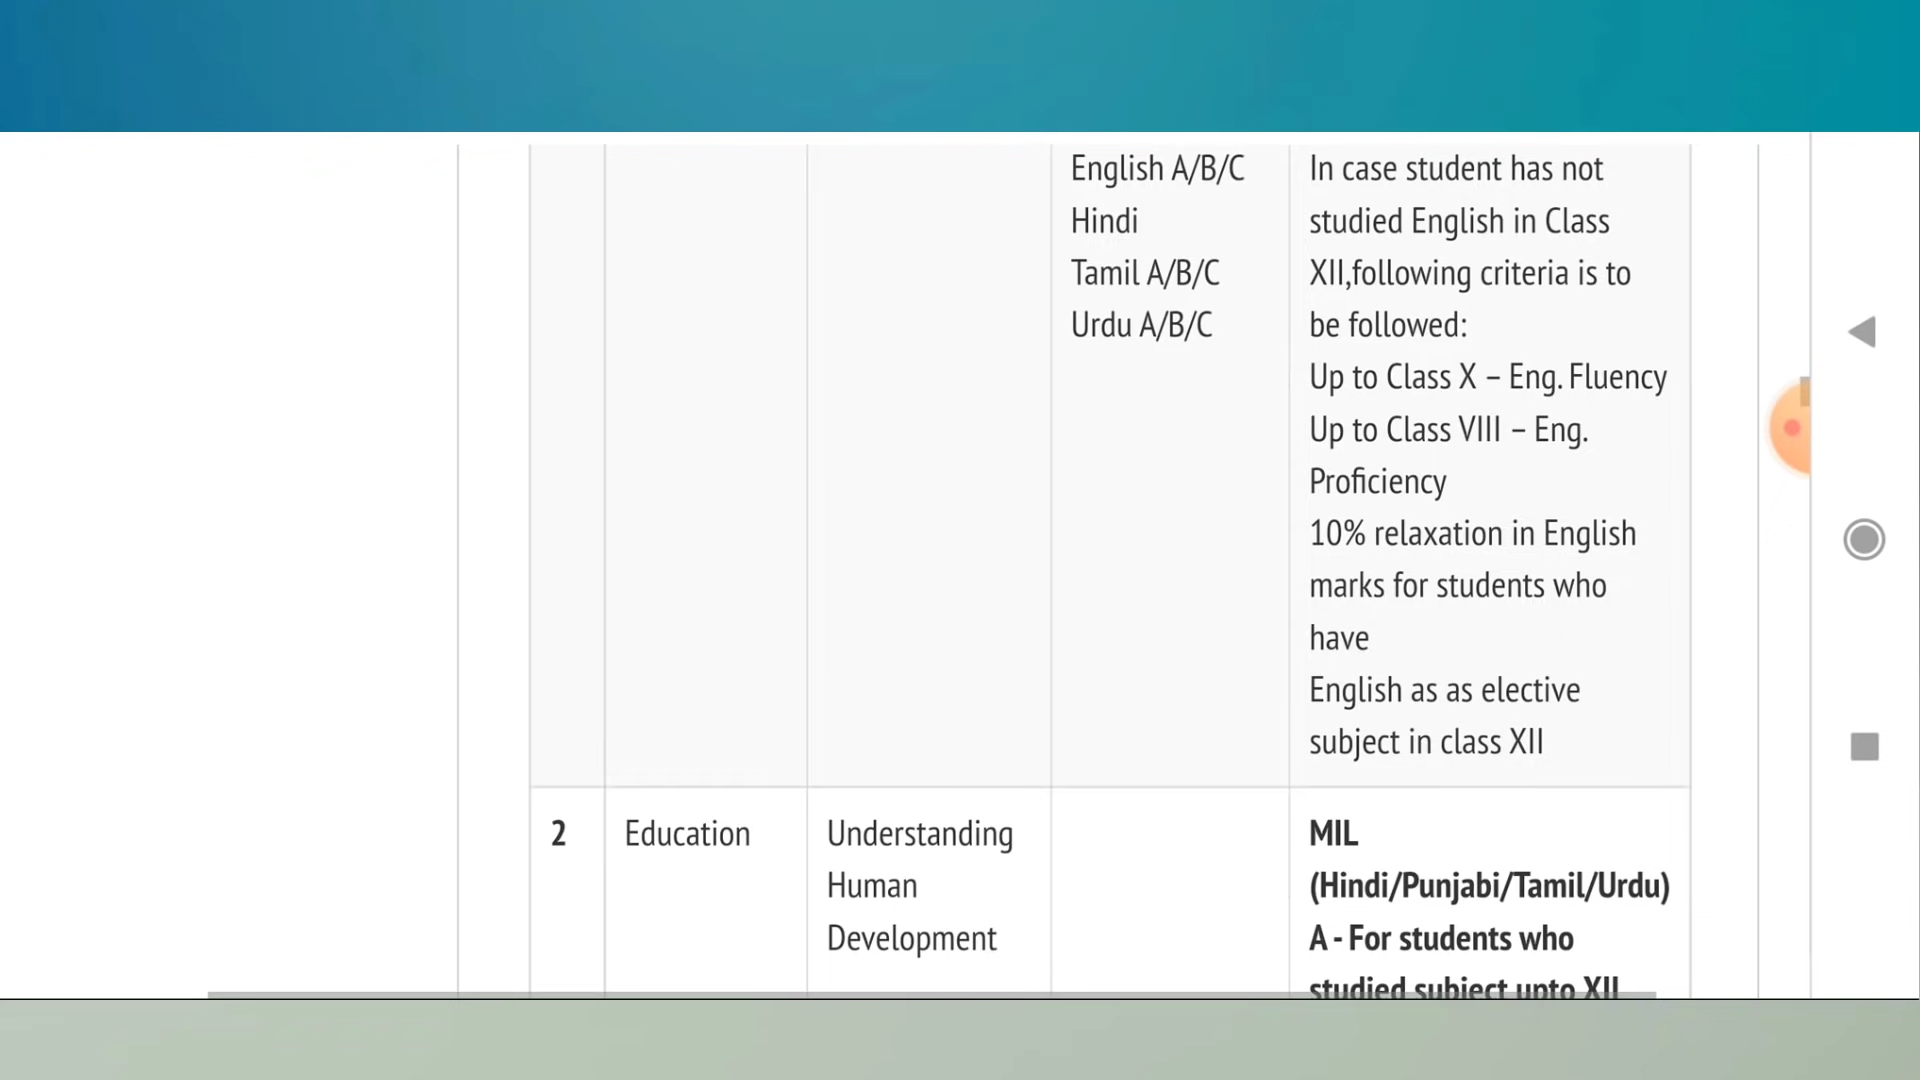 English A/B/C
Hindi
Tamil A/B/C
Urdu A/B/C
In case student has not
studied English in Class
XII,following criteria is to
be followed:
Up to Class X – Eng. Fluency
Up to Class VIII – Eng.
Proficiency
10% relaxation in English
marks for students who
have
English as as elective
subject in class XII
2
Education
Understanding
Human
Development
MIL
(Hindi/Punjabi/Tamil/Urdu)
A - For students who
studied subject upto XII